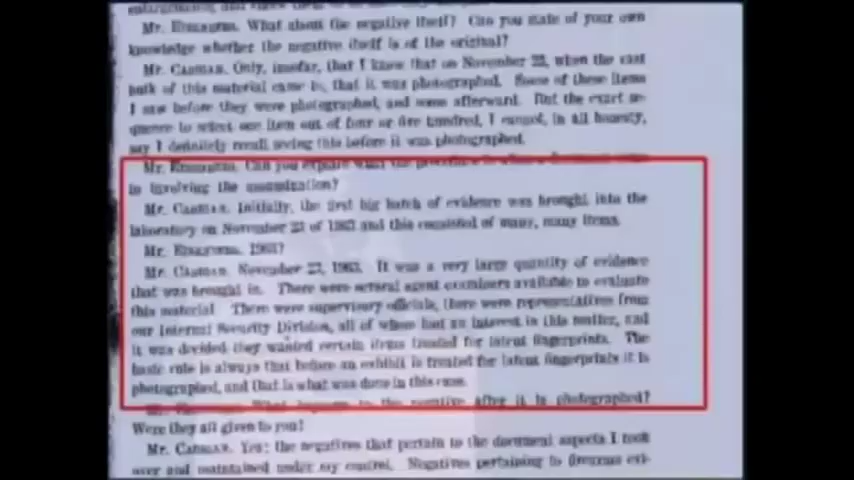 Mr. EISENBERG. What about the negative itself? Can you state of your own
knowledge whether the negative itself is of the original?
Mr. CADIGAN. Only, insofar, that I know that on November 23, when the vast
bulk of this material came in, that it was photographed. Some of these items
I saw before they were photographed, and some afterward. But the exact se-
quence to select one item out of four or five hundred, I cannot, in all honesty,
say I definitely recall seeing this before it was photographed.
Mr. EISENBERG. Can you explain what the procedure is
in involving the
Mr. CADIGAN. Initially, the first big batch of evidence was brought into the
laboratory on November 23 of 1963 and this consisted of many, many items.
Mr. EISENBERG. 1963?
Mr. CADIGAN. November 23, 1963. It was a very large quantity of evidence
that was brought in. There were several agent examiners available to evaluate
this material. There were supervisory officials, there were representatives from
our Internal Security Division, all of whom had an interest in this matter, and
it was decided they wanted certain items treated for latent fingerprints. The
basic rule is always that before an exhibit is treated for latent fingerprints it is
photographed, and that is what was done in this case.
What happens to the negative after it is photographed?
Were they all given to you?
Mr. CADIGAN. Yes; the negatives that pertain to the document aspects I took
over and maintained under my control. Negatives pertaining to firearms evi-